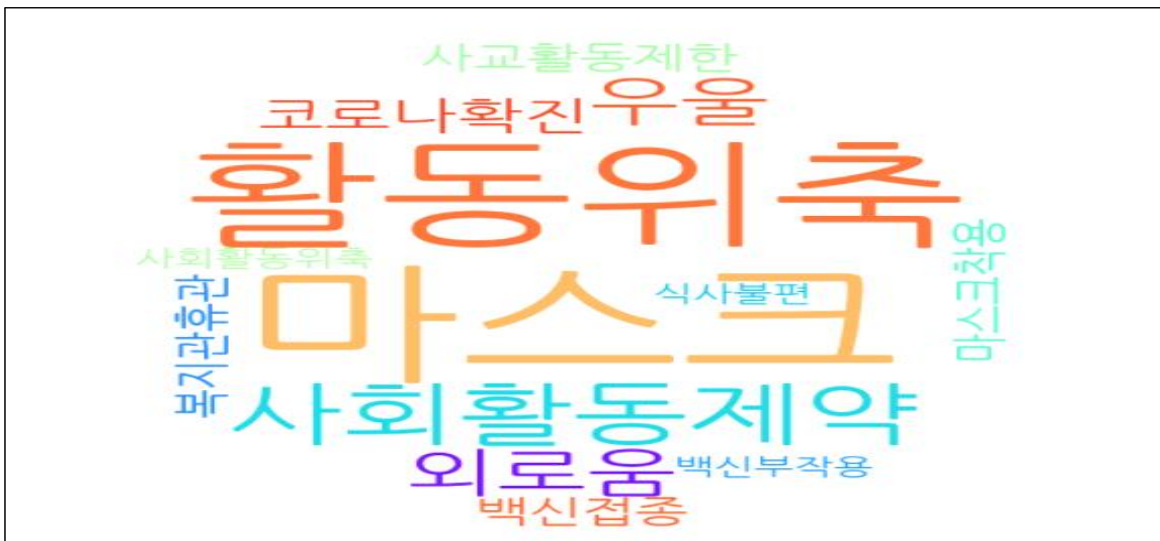 사교활동제한
우울
코로나확진
활동위축
마스크착용
사회활동위축
마스크
식사불편
복지관휴관
사회활동제약
외로움
백신부작용
백신접종